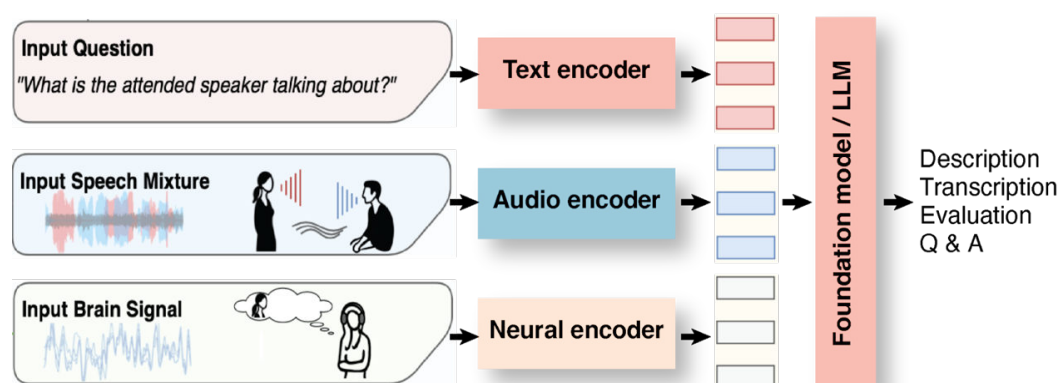 Input Question
"What is the attended speaker talking about?"
Text encoder
Input Speech Mixture
Audio encoder
Input Brain Signal
Neural encoder
Foundation model / LLM
Description
Transcription
Evaluation
Q & A